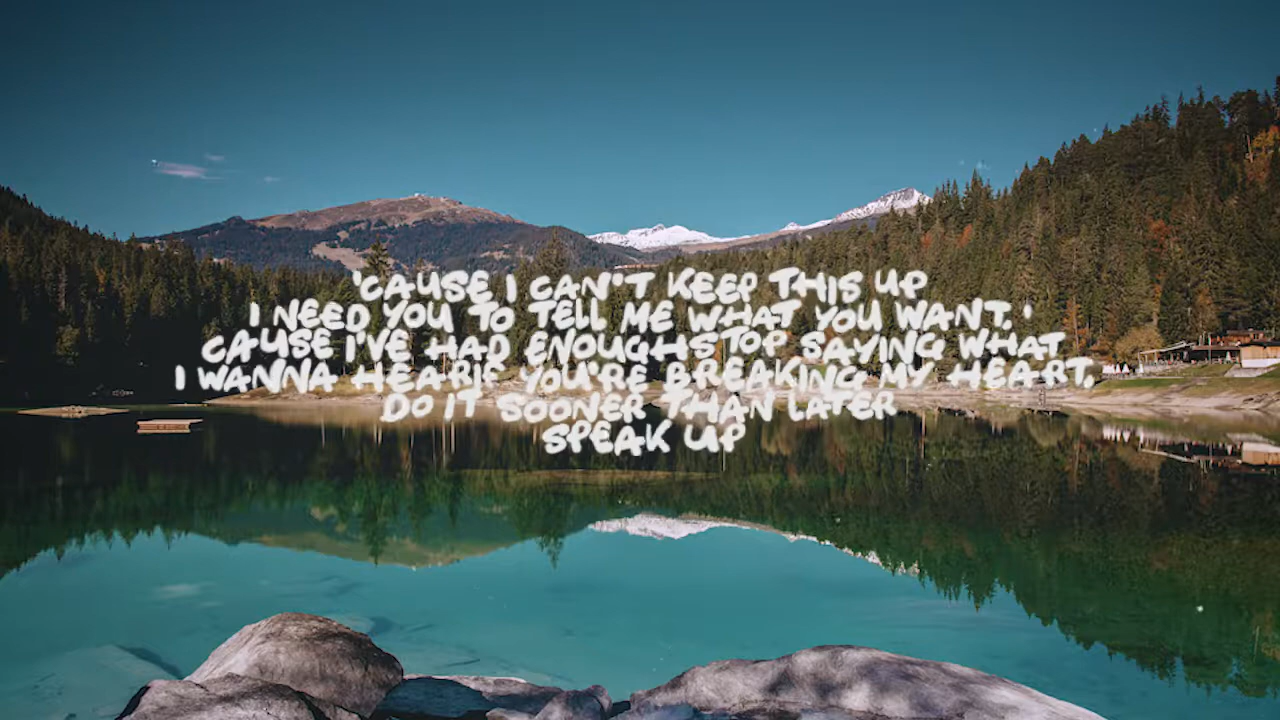 'CAUSE I CAN'T KEEP THIS UP
I NEED YOU TO TELL ME WHAT YOU WANT, '
CAUSE I'VE HAD ENOUGHSTOP SAYING WHAT
I WANNA HEARIF YOU'RE BREAKING MY HEART,
DO IT SOONER THAN LATER
SPEAK UP